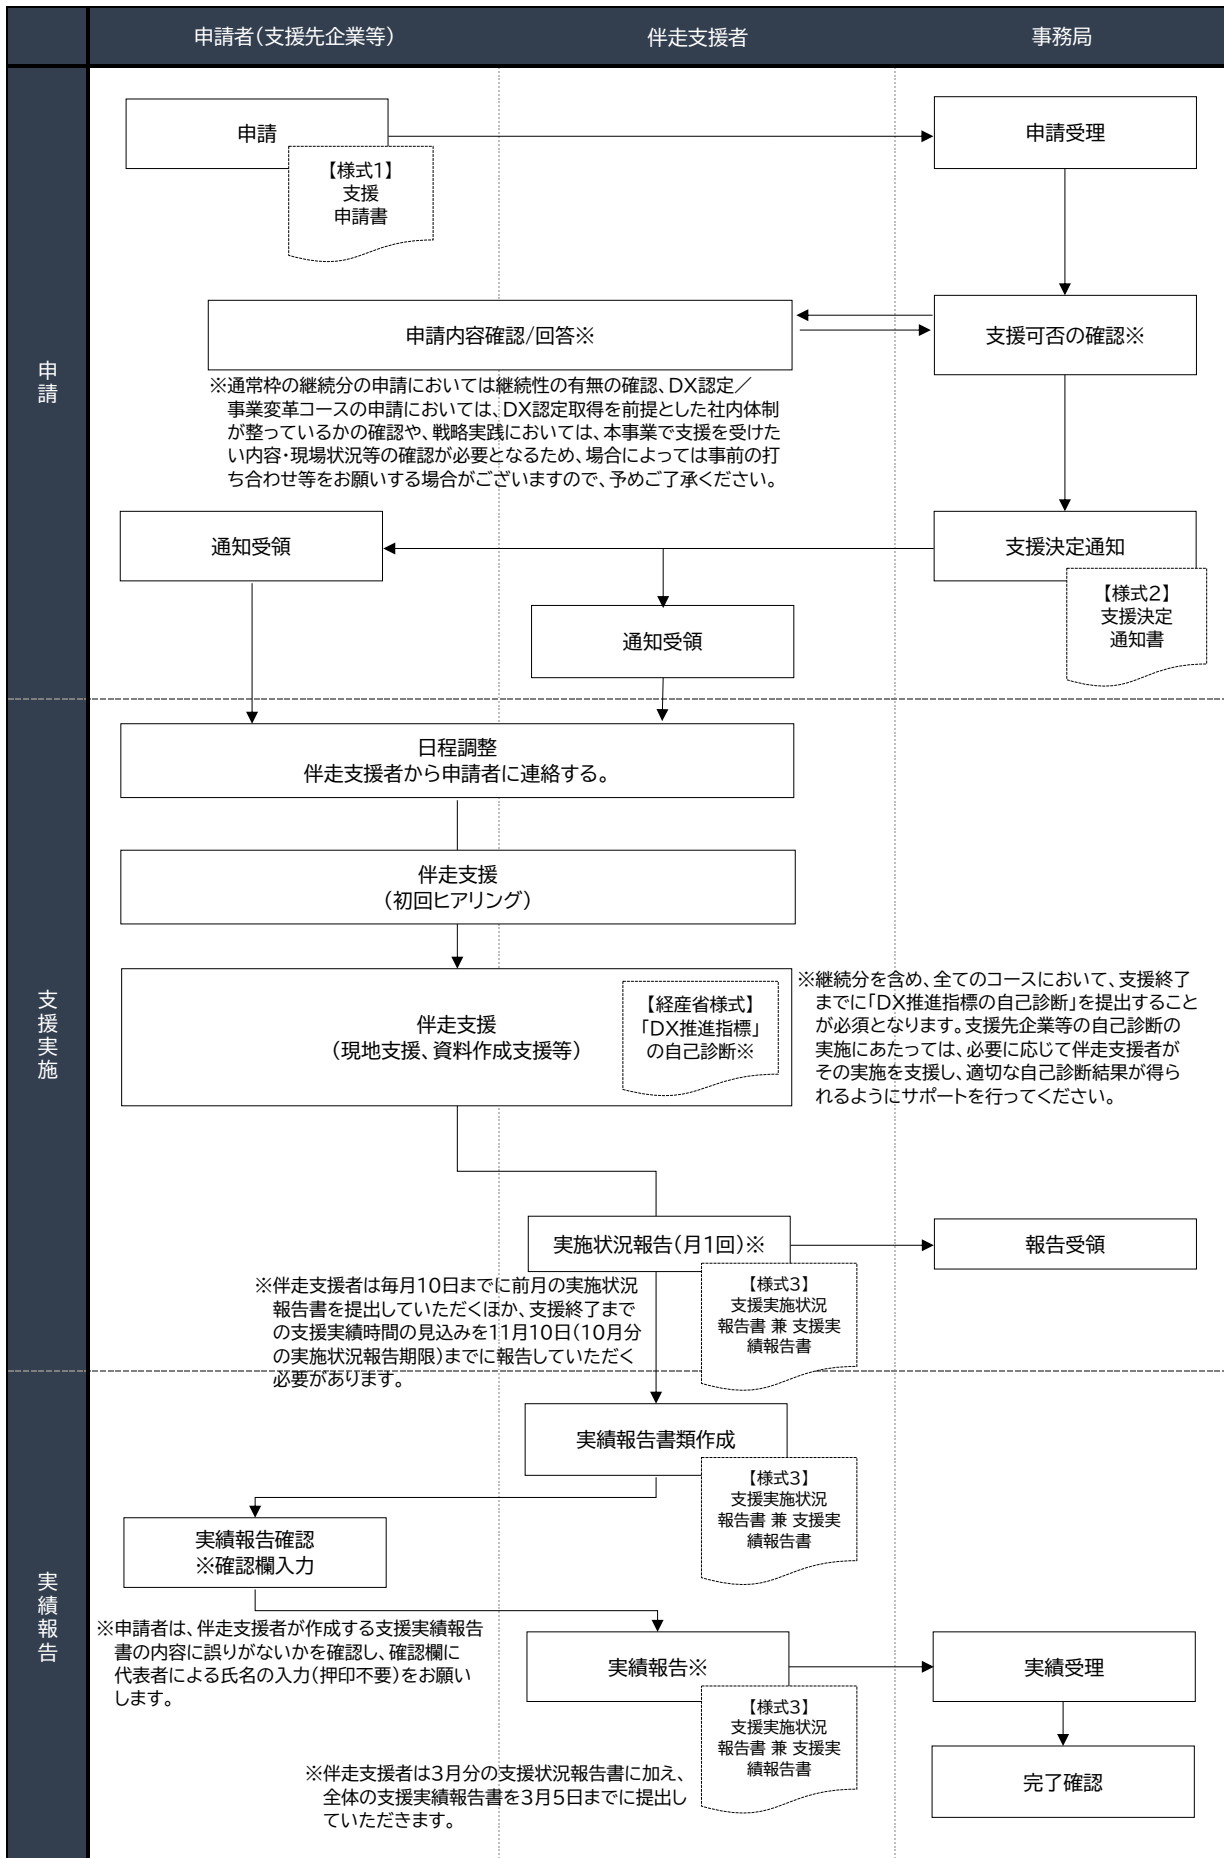 申請者（支援先企業等）
伴走支援者
事務局
申請
申請
申請受理
【様式1】
支援
申請書
申請内容確認/回答※
支援可否の確認※
※通常枠の継続分の申請においては継続性の有無の確認、DX認定／
事業変革コースの申請においては、DX認定取得を前提とした社内体制
が整っているかの確認や、戦略実践においては、本事業で支援を受けた
い内容・現場状況等の確認が必要となるため、場合によっては事前の打
ち合わせ等をお願いする場合がございますので、予めご了承ください。
通知受領
支援決定通知
【様式2】
支援決定
通知書
通知受領
支援実施
日程調整
伴走支援者から申請者に連絡する。
伴走支援
（初回ヒアリング）
伴走支援
（現地支援、資料作成支援等）
【経産省様式】
「DX推進指標」
の自己診断※
※継続分を含め、全てのコースにおいて、支援終了
までに「DX推進指標の自己診断」を提出すること
が必須となります。支援先企業等の自己診断の
実施にあたっては、必要に応じて伴走支援者が
その実施を支援し、適切な自己診断結果が得ら
れるようにサポートを行ってください。
実施状況報告（月1回）※
報告受領
【様式3】
支援実施状況
報告書 兼 支援実
績報告書
※伴走支援者は毎月10日までに前月の実施状況
報告書を提出していただくほか、支援終了まで
の支援実績時間の見込みを11月10日（10月分
の実施状況報告期限）までに報告していただく
必要があります。
実績報告
実績報告書類作成
【様式3】
支援実施状況
報告書 兼 支援実
績報告書
実績報告確認
※確認欄入力
※申請者は、伴走支援者が作成する支援実績報告
書の内容に誤りがないかを確認し、確認欄に
代表者による氏名の入力（押印不要）をお願い
します。
実績報告※
実績受理
【様式3】
支援実施状況
報告書 兼 支援実
績報告書
※伴走支援者は3月分の支援状況報告書に加え、
全体の支援実績報告書を3月5日までに提出し
ていただきます。
完了確認